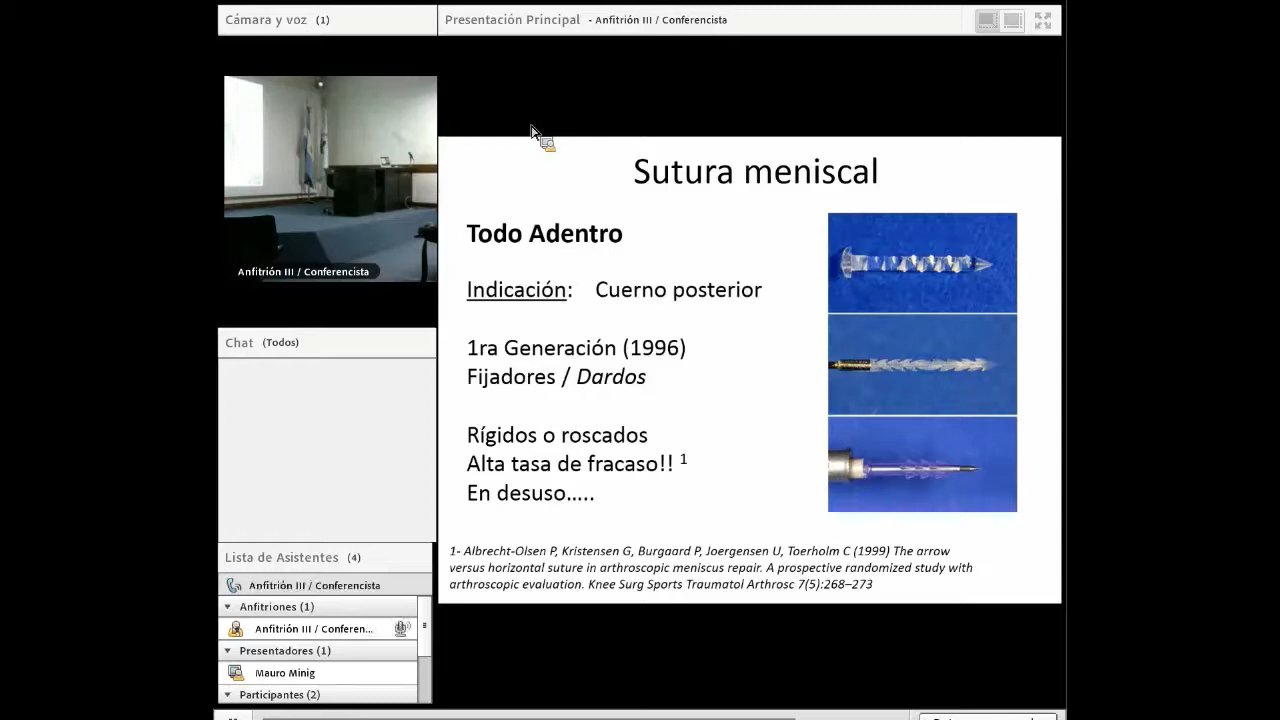 Cámara y voz (1)
Presentación Principal - Anfitrión III / Conferencista
Anfitrión III / Conferencista
Sutura meniscal
Todo Adentro
Indicación: Cuerno posterior
1ra Generación (1996)
Fijadores / Dardos
Rígidos o roscados
Alta tasa de fracaso!! 1
En desuso.....
1- Albrecht-Olsen P, Kristensen G, Burgaard P, Joergensen U, Toerholm C (1999) The arrow
versus horizontal suture in arthroscopic meniscus repair. A prospective randomized study with
arthroscopic evaluation. Knee Surg Sports Traumatol Arthrosc 7(5):268–273
Chat (Todos)
Lista de Asistentes (4)
Anfitrión III / Conferencista
Anfitriones (1)
Anfitrión III / Conferen...
Presentadores (1)
Mauro Minig
Participantes (2)